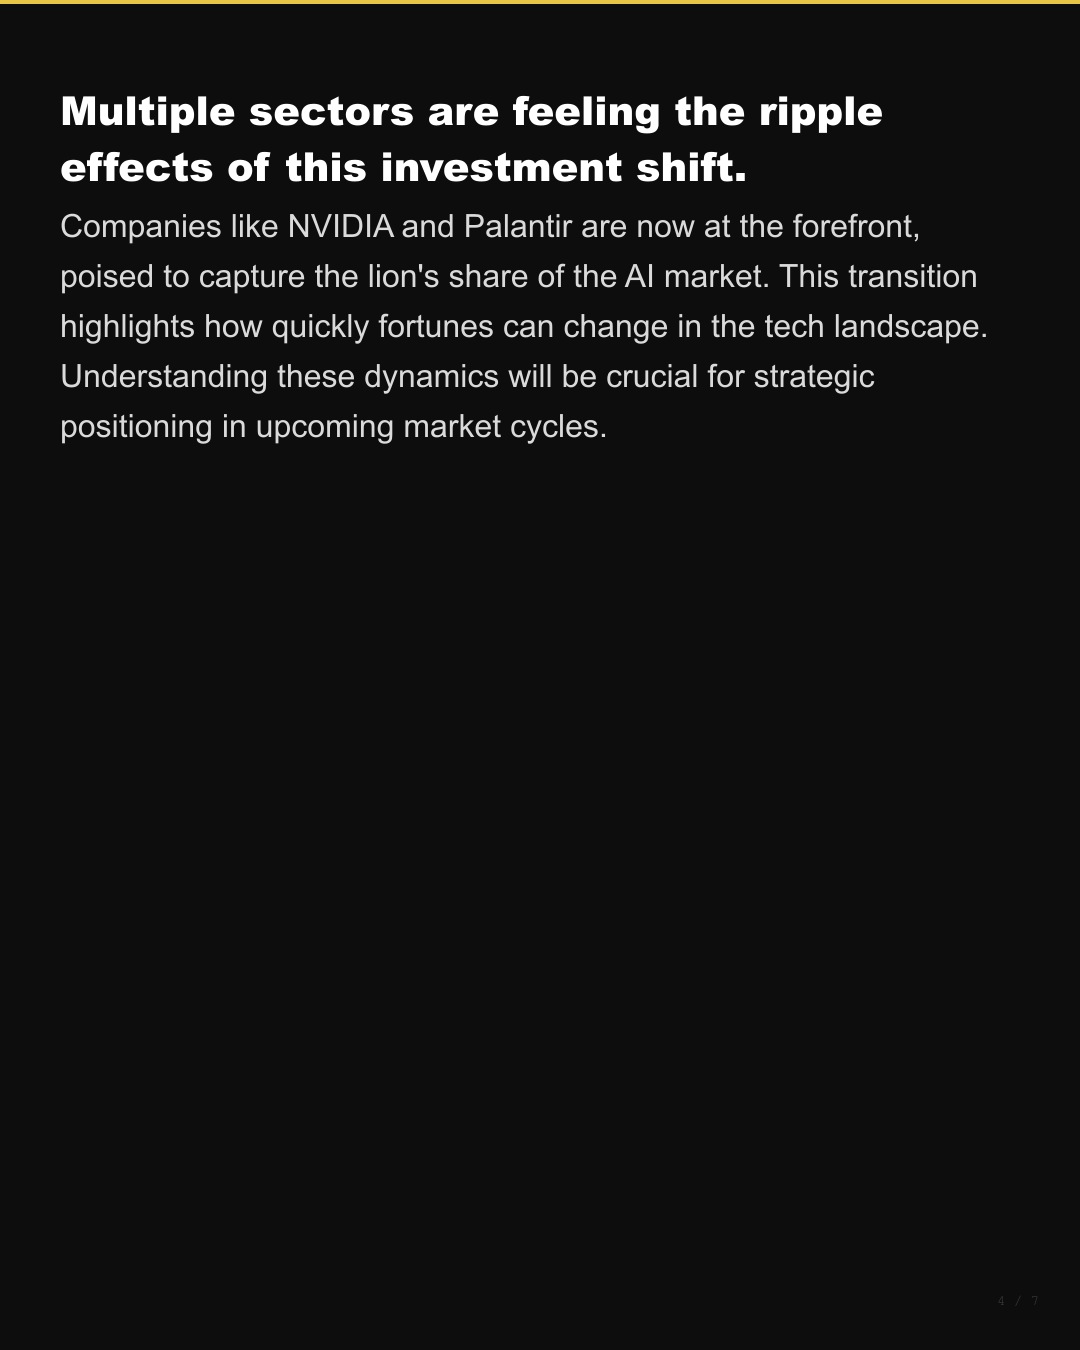 Multiple sectors are feeling the ripple
effects of this investment shift.
Companies like NVIDIA and Palantir are now at the forefront,
poised to capture the lion's share of the AI market. This transition
highlights how quickly fortunes can change in the tech landscape.
Understanding these dynamics will be crucial for strategic
positioning in upcoming market cycles.
4 / 7